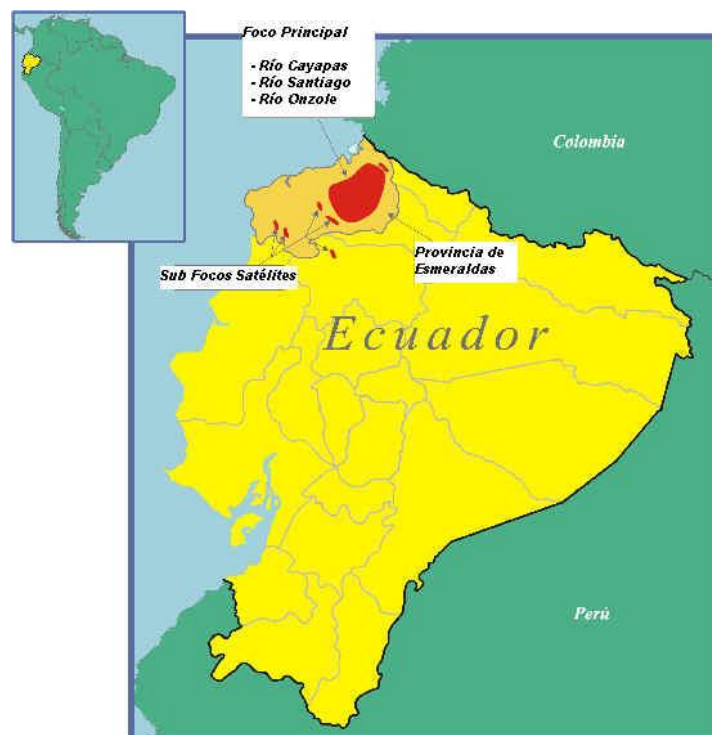 Foco Principal
- Río Cayapas
- Río Santiago
- Río Onzole
Colombia
Provincia de
Esmeraldas
Sub Focos Satélites
Ecuador
Perú